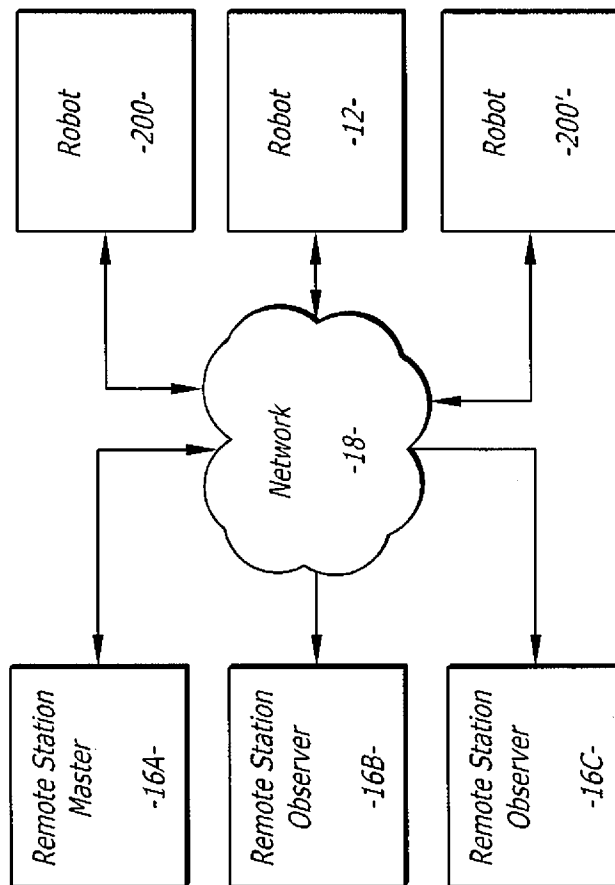 Remote Station
Master
-16A-
Remote Station
Observer
-16B-
Remote Station
Observer
-16C-
Network
-18-
Robot
-200-
Robot
-12-
Robot
-200'-